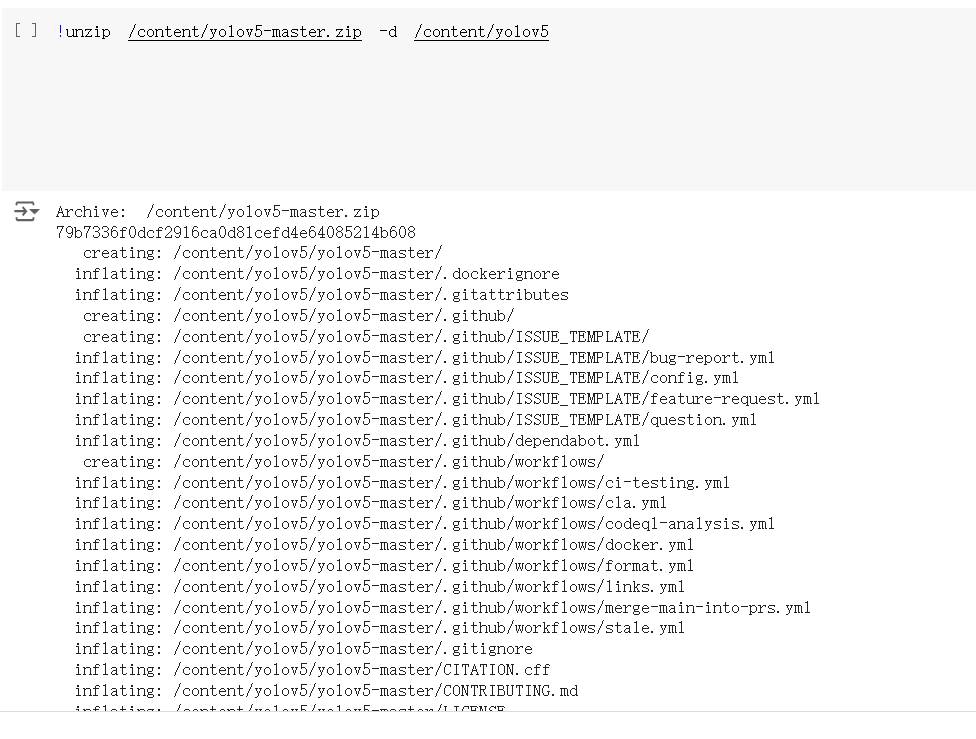 [ ] !unzip /content/yolov5-master.zip -d /content/yolov5
Archive: /content/yolov5-master.zip
79b7336f0dcf2916ca0d81cefd4e64085214b608
creating: /content/yolov5/yolov5-master/
inflating: /content/yolov5/yolov5-master/.dockerignore
inflating: /content/yolov5/yolov5-master/.gitattributes
creating: /content/yolov5/yolov5-master/.github/
creating: /content/yolov5/yolov5-master/.github/ISSUE_TEMPLATE/
inflating: /content/yolov5/yolov5-master/.github/ISSUE_TEMPLATE/bug-report.yml
inflating: /content/yolov5/yolov5-master/.github/ISSUE_TEMPLATE/config.yml
inflating: /content/yolov5/yolov5-master/.github/ISSUE_TEMPLATE/feature-request.yml
inflating: /content/yolov5/yolov5-master/.github/ISSUE_TEMPLATE/question.yml
inflating: /content/yolov5/yolov5-master/.github/dependabot.yml
creating: /content/yolov5/yolov5-master/.github/workflows/
inflating: /content/yolov5/yolov5-master/.github/workflows/ci-testing.yml
inflating: /content/yolov5/yolov5-master/.github/workflows/cla.yml
inflating: /content/yolov5/yolov5-master/.github/workflows/codeql-analysis.yml
inflating: /content/yolov5/yolov5-master/.github/workflows/docker.yml
inflating: /content/yolov5/yolov5-master/.github/workflows/format.yml
inflating: /content/yolov5/yolov5-master/.github/workflows/links.yml
inflating: /content/yolov5/yolov5-master/.github/workflows/merge-main-into-prs.yml
inflating: /content/yolov5/yolov5-master/.github/workflows/stale.yml
inflating: /content/yolov5/yolov5-master/.gitignore
inflating: /content/yolov5/yolov5-master/CITATION.cff
inflating: /content/yolov5/yolov5-master/CONTRIBUTING.md
inflating: /content/yolov5/yolov5-master/LICENSE